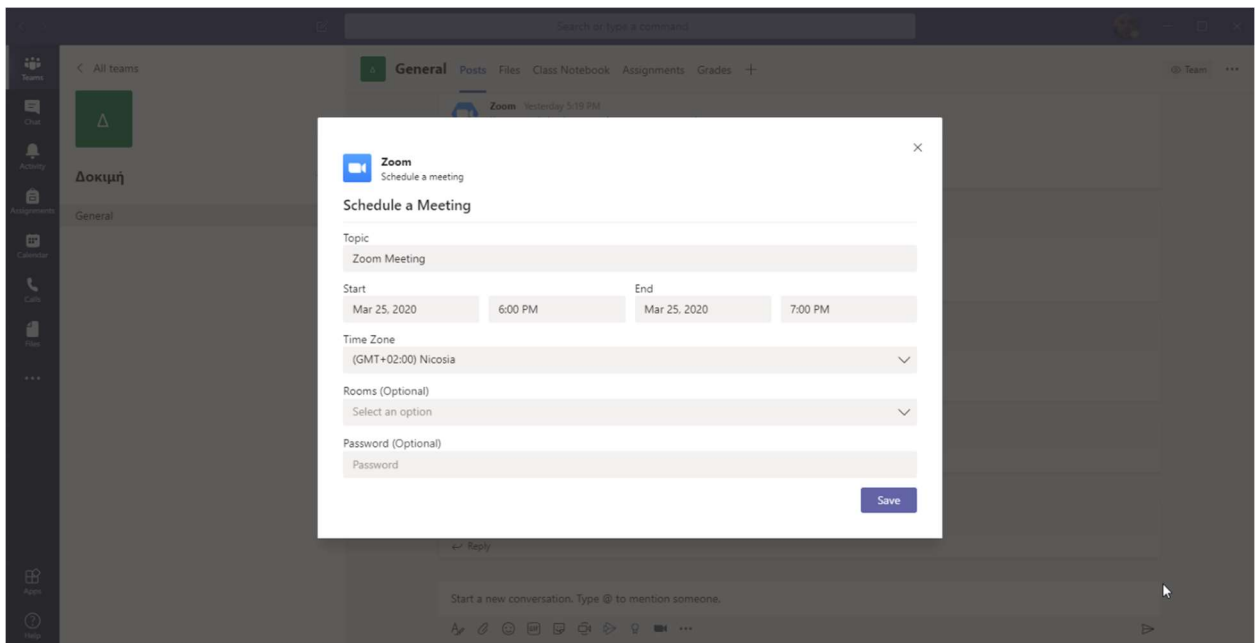 Search or type a command
Teams
Chat
Activity
Assignments
Calendar
Calls
Files
Apps
Help
All teams
Δ
Δοκιμή
General
Δ General Posts Files Class Notebook Assignments Grades +
Team
Zoom Yesterday 5:19 PM
Zoom
Schedule a meeting
Schedule a Meeting
Topic
Zoom Meeting
Start End
Mar 25, 2020 6:00 PM Mar 25, 2020 7:00 PM
Time Zone
(GMT+02:00) Nicosia
Rooms (Optional)
Select an option
Password (Optional)
Password
Save
Reply
Start a new conversation. Type @ to mention someone.
GIF